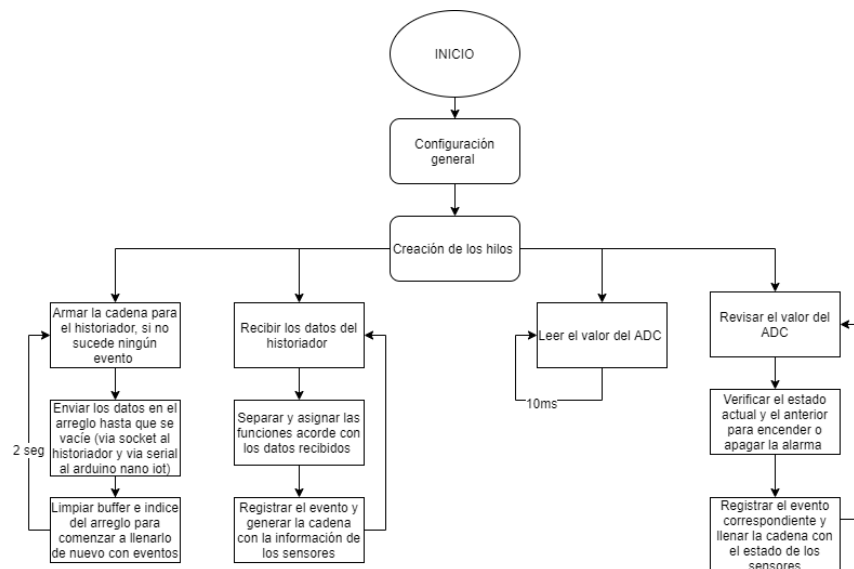 INICIO
Configuración
general
Creación de los hilos
Armar la cadena para
el historiador, si no
sucede ningún
evento
Enviar los datos en el
arreglo hasta que se
vacíe (via socket al
historiador y via serial
al arduino nano iot)
2 seg
Limpiar buffer e indice
del arreglo para
comenzar a llenarlo
de nuevo con eventos
Recibir los datos del
historiador
Separar y asignar las
funciones acorde con
los datos recibidos
Registrar el evento y
generar la cadena
con la información de
los sensores
Leer el valor del ADC
10ms
Revisar el valor del
ADC
Verificar el estado
actual y el anterior
para encender o
apagar la alarma
Registrar el evento
correspondiente y
llenar la cadena con
el estado de los
sensores